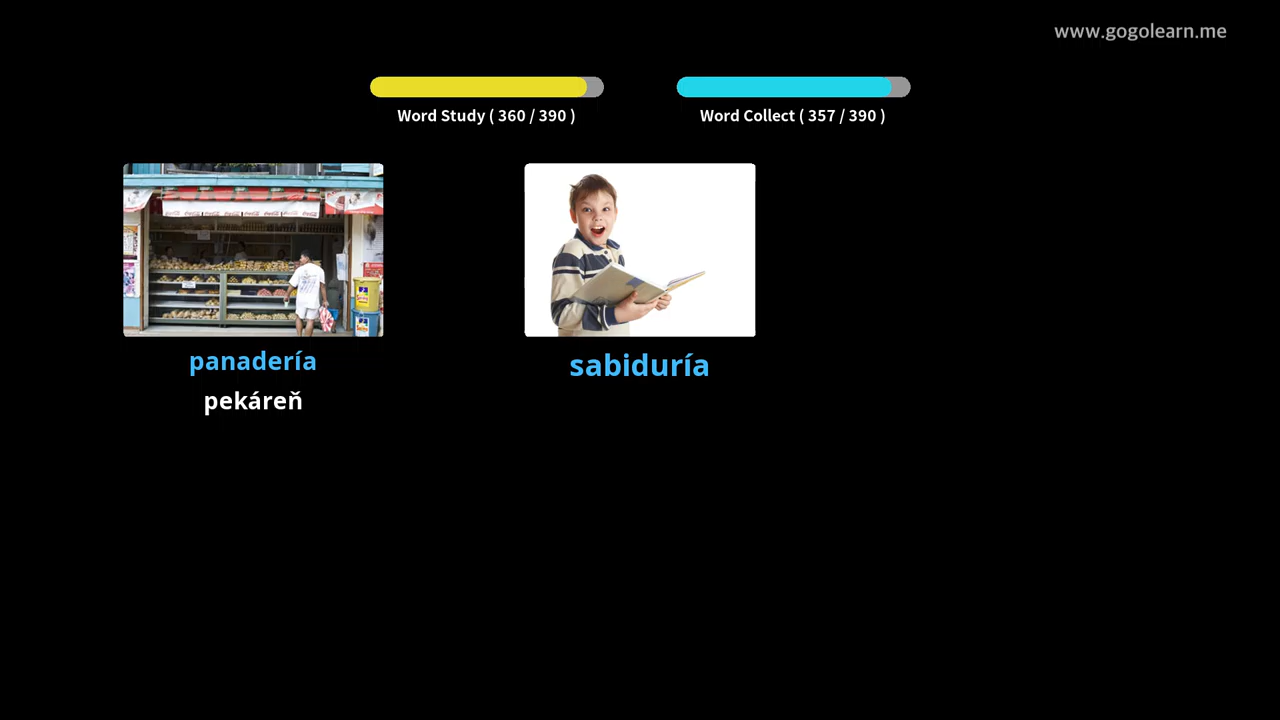 www.gogolearn.me
Word Study ( 360 / 390 )
Word Collect ( 357 / 390 )
panadería
pekáreň
sabiduría